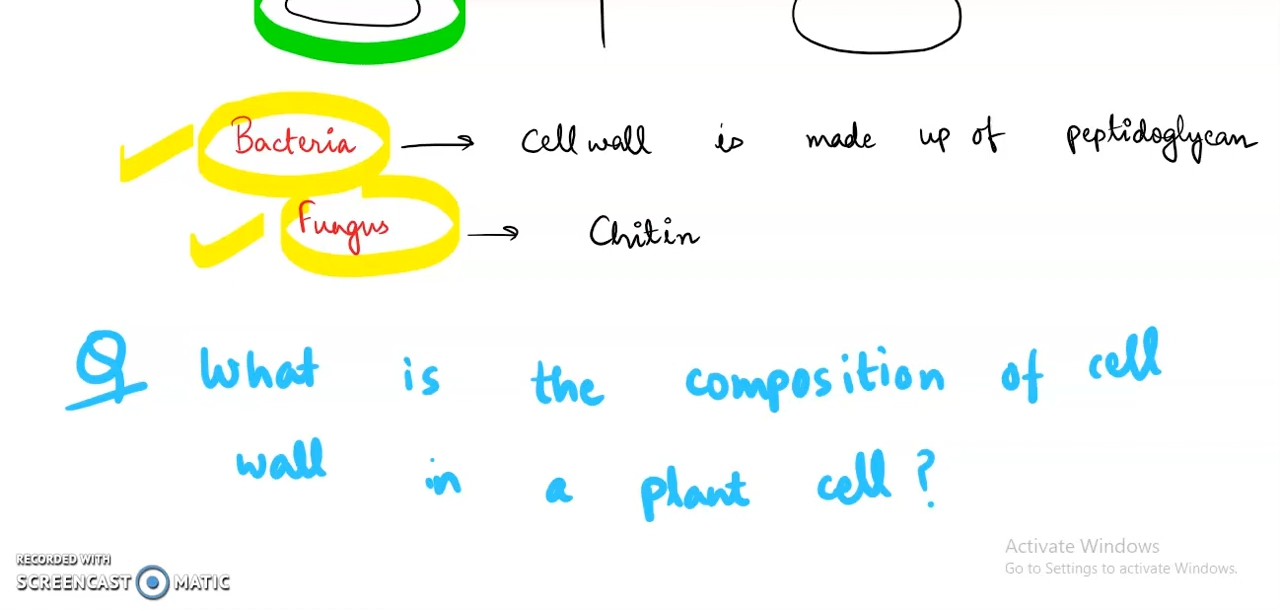 Bacteria → Cell wall is made up of peptidoglycan
Fungus → Chitin
Q What is the composition of cell
wall in a plant cell?
Activate Windows
Go to Settings to activate Windows.
RECORDED WITH
SCREENCAST MATIC